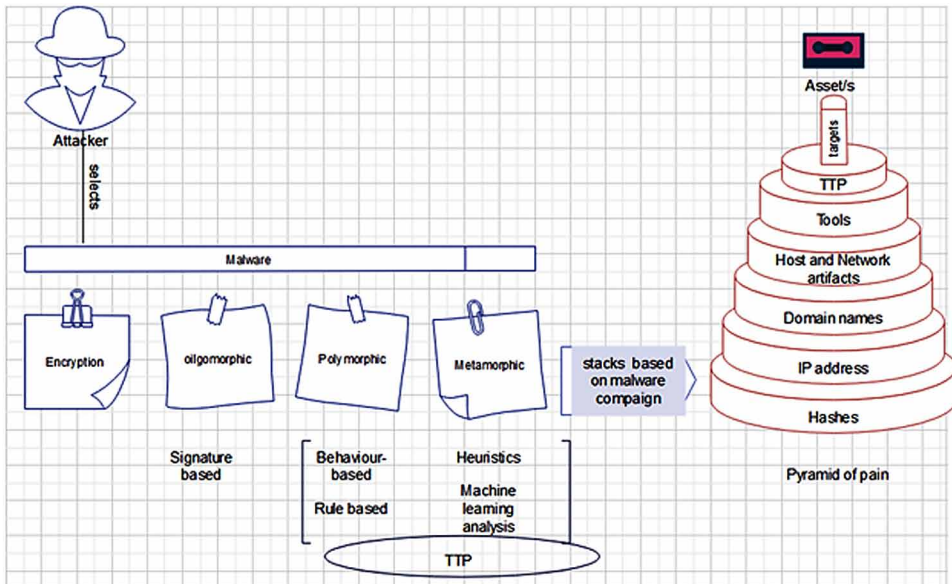 Attacker
selects
Malware
Encryption
oilgomorphic
Polymorphic
Metamorphic
Signature
based
Behaviour-
based
Rule based
Heuristics
Machine
learning
analysis
TTP
stacks based
on malware
compaign
Asset/s
targets
TTP
Tools
Host and Network
artifacts
Domain names
IP address
Hashes
Pyramid of pain